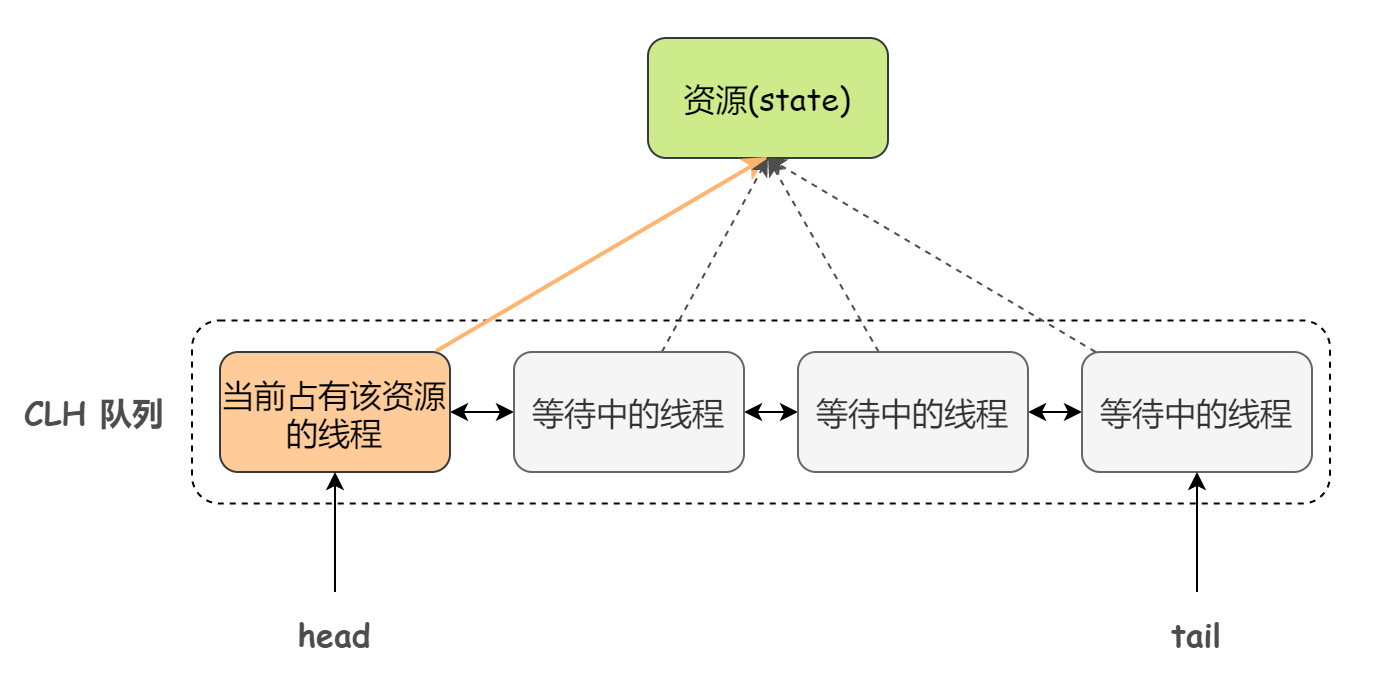 资源(state)
当前占有该资源
的线程
等待中的线程
等待中的线程
等待中的线程
CLH 队列
head
tail